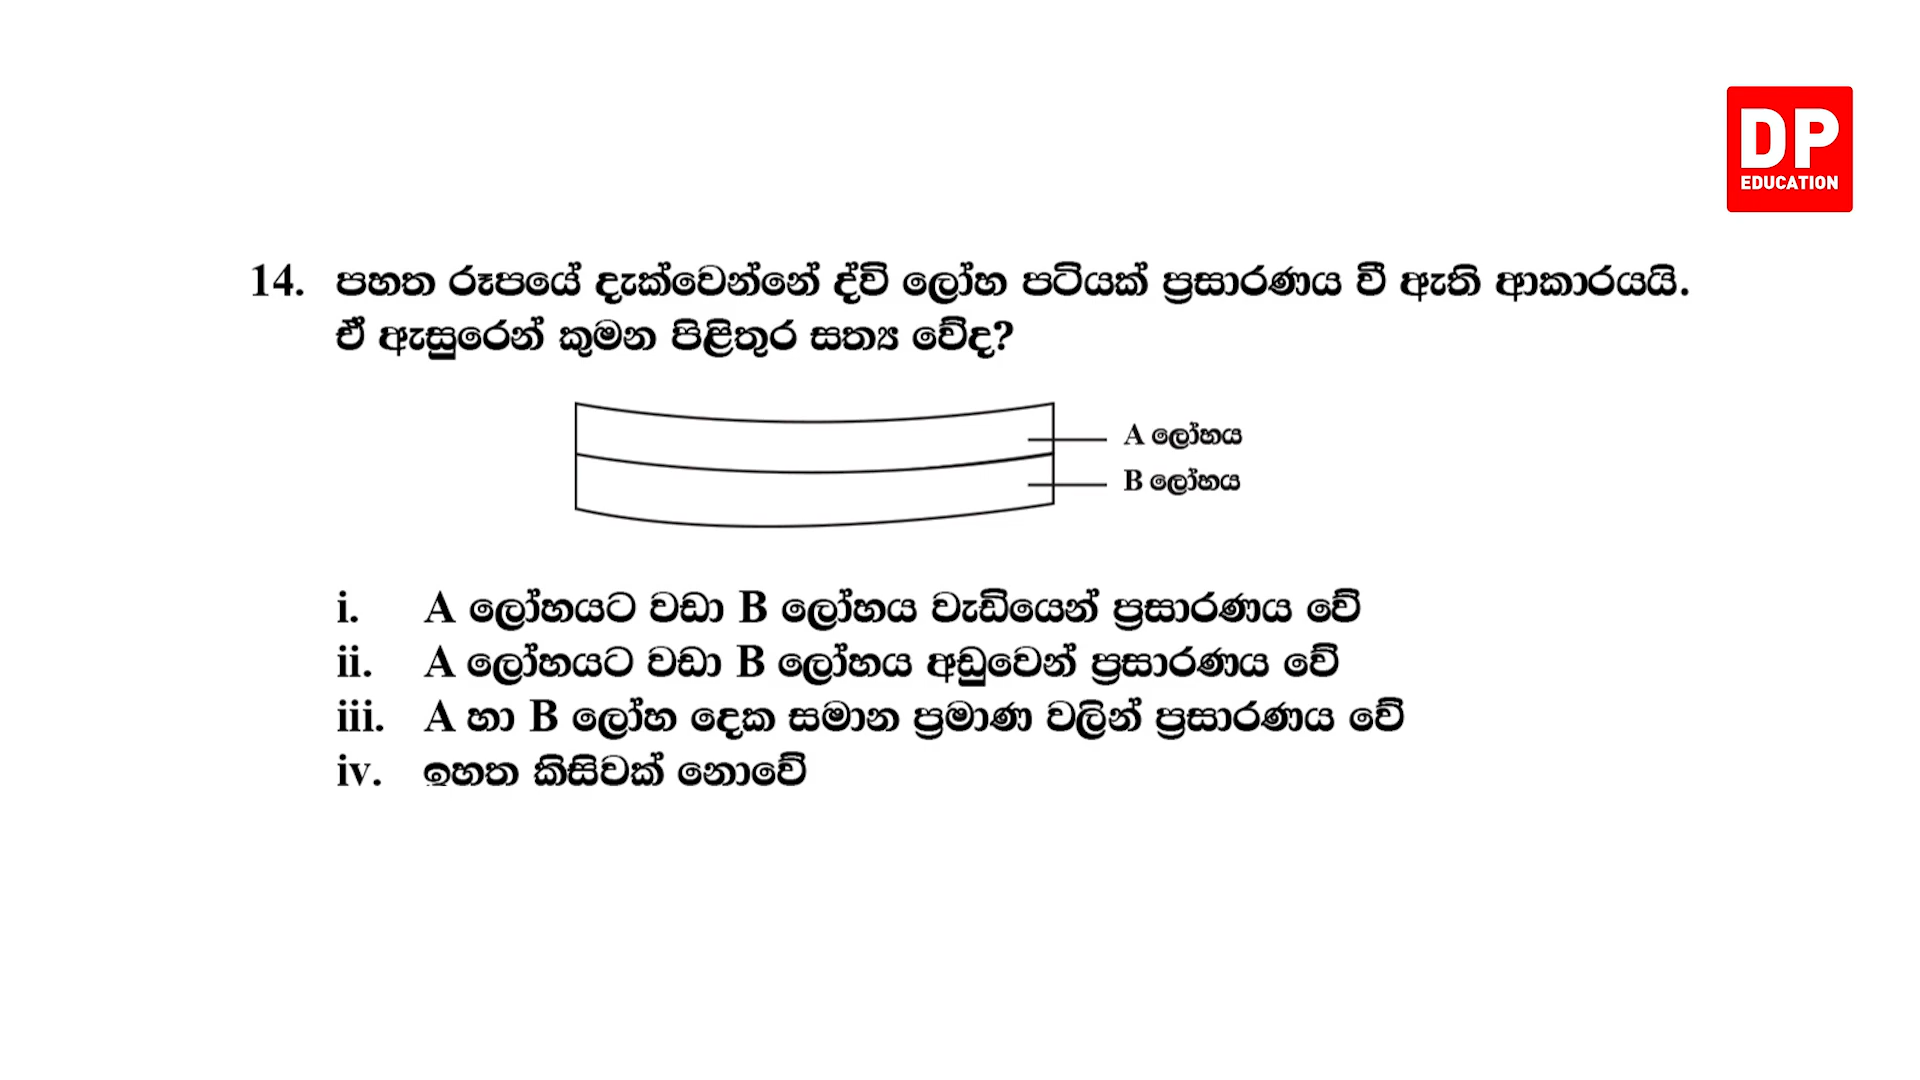 DP
EDUCATION
14. පහත රූපයේ දැක්වෙන්නේ ද්වි ලෝහ පටියක් ප්‍රසාරණය වී ඇති ආකාරයයි.
ඒ ඇසුරෙන් කුමන පිළිතුර සත්‍ය වේද?
A ලෝහය
B ලෝහය
i. A ලෝහයට වඩා B ලෝහය වැඩියෙන් ප්‍රසාරණය වේ
ii. A ලෝහයට වඩා B ලෝහය අඩුවෙන් ප්‍රසාරණය වේ
iii. A හා B ලෝහ දෙක සමාන ප්‍රමාණ වලින් ප්‍රසාරණය වේ
iv. ඉහත කිසිවක් නොවේ